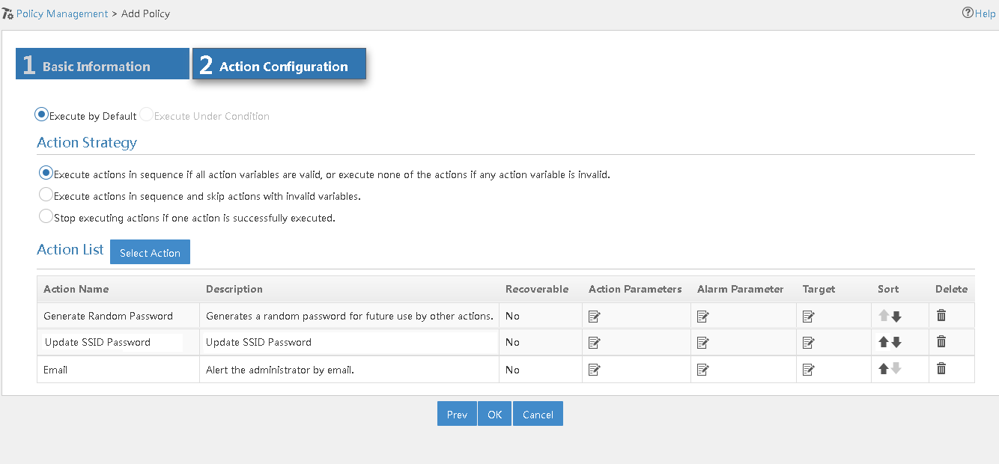 Policy Management > Add Policy
Help
1 Basic Information
2 Action Configuration
Execute by Default Execute Under Condition
Action Strategy
Execute actions in sequence if all action variables are valid, or execute none of the actions if any action variable is invalid.
Execute actions in sequence and skip actions with invalid variables.
Stop executing actions if one action is successfully executed.
Action List Select Action
Action Name Description Recoverable Action Parameters Alarm Parameter Target Sort Delete
Generate Random Password Generates a random password for future use by other actions. No
Update SSID Password Update SSID Password No
Email Alert the administrator by email. No
Prev OK Cancel